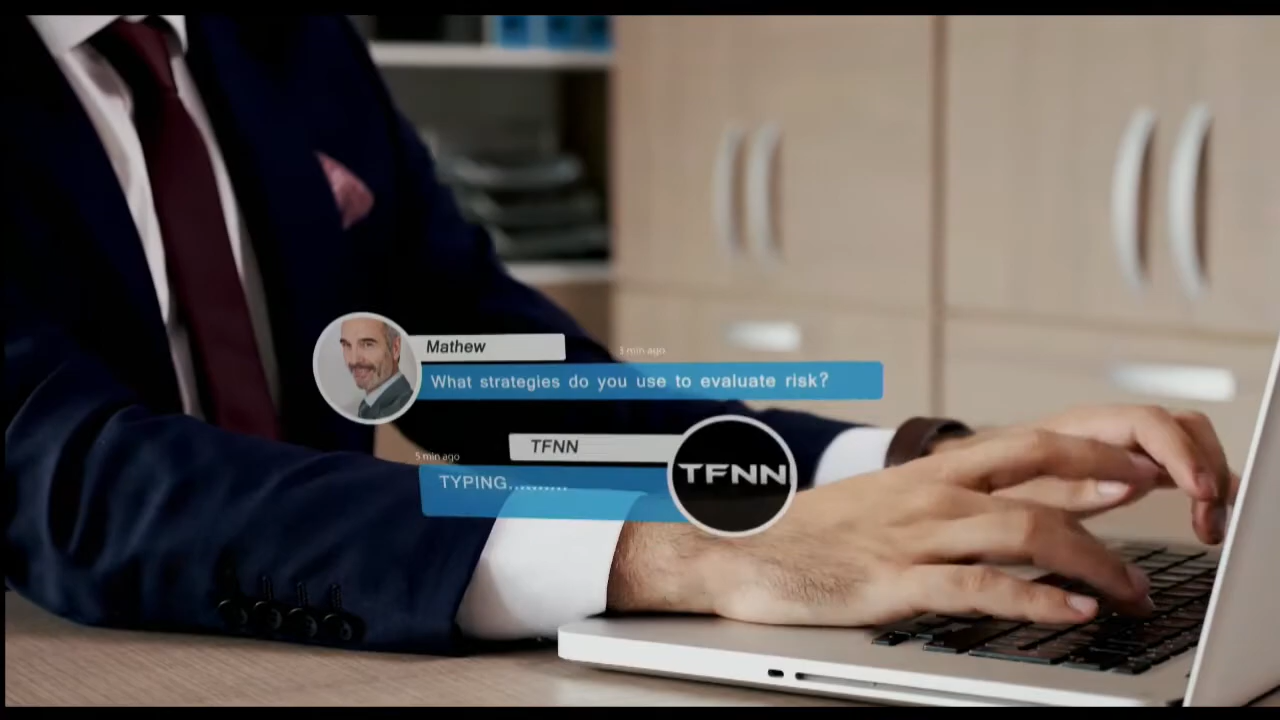 Mathew
3 min ago
What strategies do you use to evaluate risk?
TFNN
5 min ago
TYPING..........
TFNN